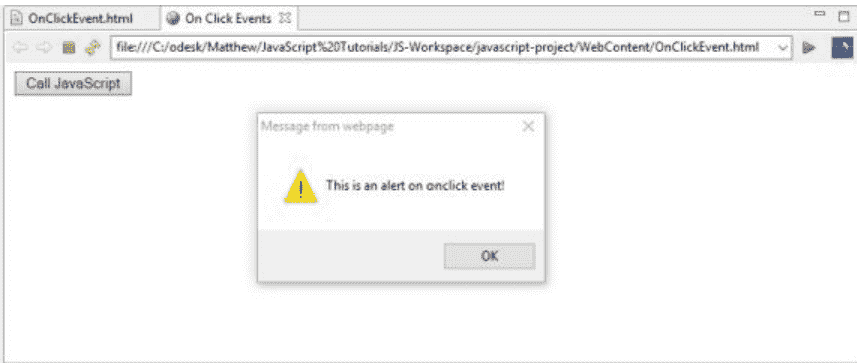 OnClickEvent.html
On Click Events
file:///C:/odesk/Matthew/JavaScript%20Tutorials/JS-Workspace/javascript-project/WebContent/OnClickEvent.html
Call JavaScript
Message from webpage
This is an alert on onclick event!
OK